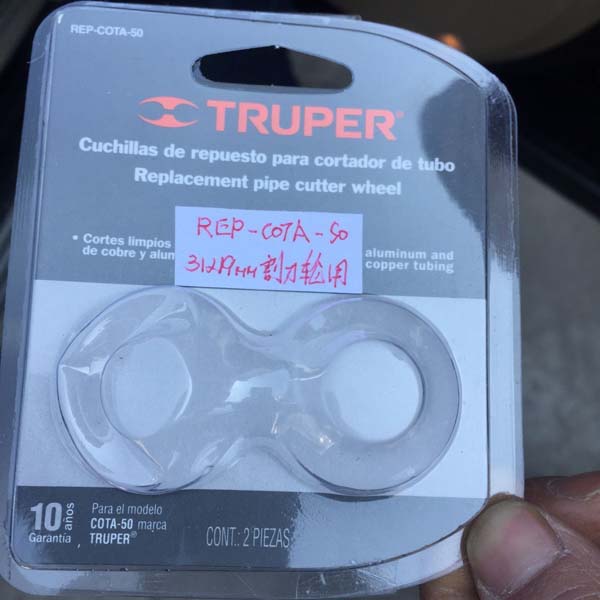 REP-COTA-50
TRUPER®
Cuchillas de repuesto para cortador de tubo
Replacement pipe cutter wheel
REP-COTA-50
• Cortes limpios
de cobre y alum
aluminum and
copper tubing
31219mm割刀轮用
10 años
Garantía
Para el modelo
COTA-50 marca
TRUPER®
CONT.: 2 PIEZAS